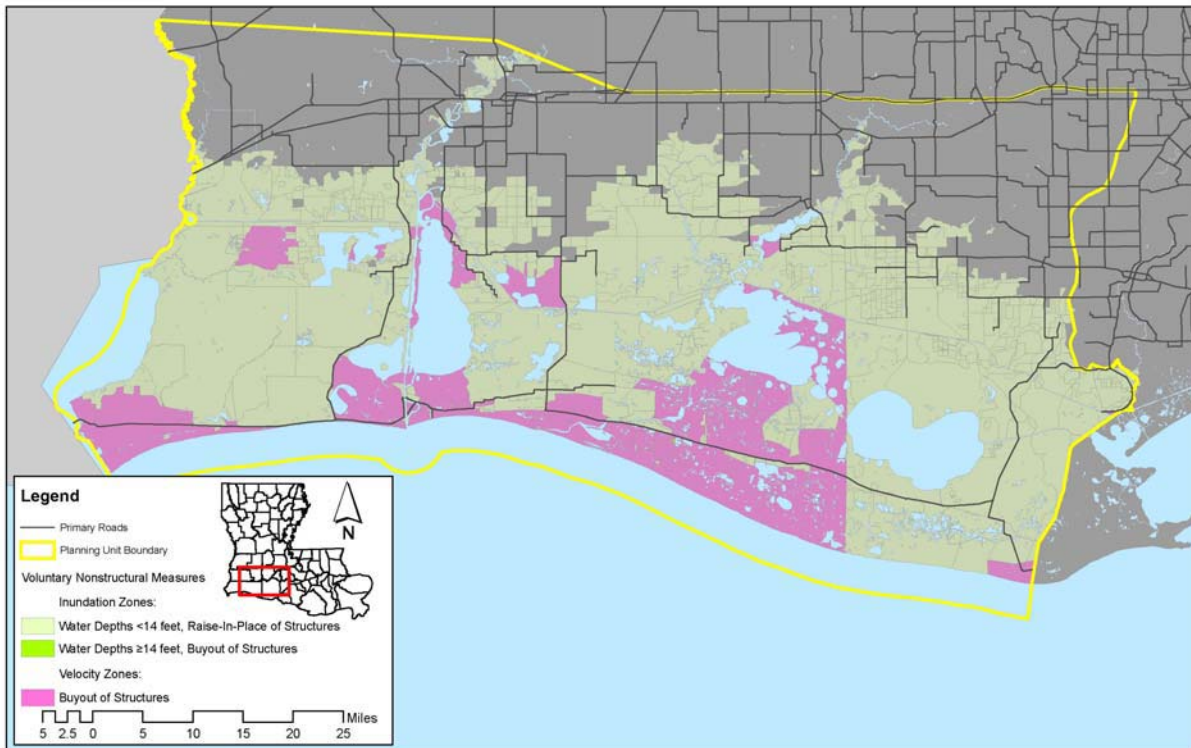 Legend
Primary Roads
Planning Unit Boundary
N
Voluntary Nonstructural Measures
Inundation Zones:
Water Depths <14 feet, Raise-In-Place of Structures
Water Depths ≥14 feet, Buyout of Structures
Velocity Zones:
Buyout of Structures
Miles
5 2.5 0 5 10 15 20 25